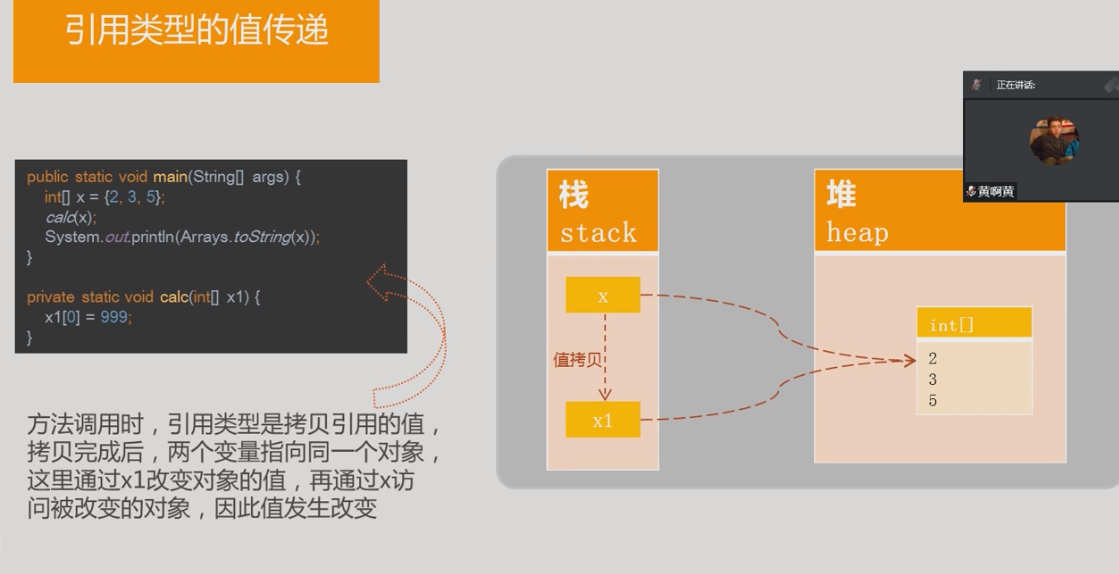 引用类型的值传递
正在讲话:
黄啊黄
public static void main(String[] args) {
int[] x = {2, 3, 5};
calc(x);
System.out.println(Arrays.toString(x));
}
private static void calc(int[] x1) {
x1[0] = 999;
}
方法调用时，引用类型是拷贝引用的值，
拷贝完成后，两个变量指向同一个对象，
这里通过x1改变对象的值，再通过x访
问被改变的对象，因此值发生改变
栈
stack
x
值拷贝
x1
堆
heap
int[]
2
3
5